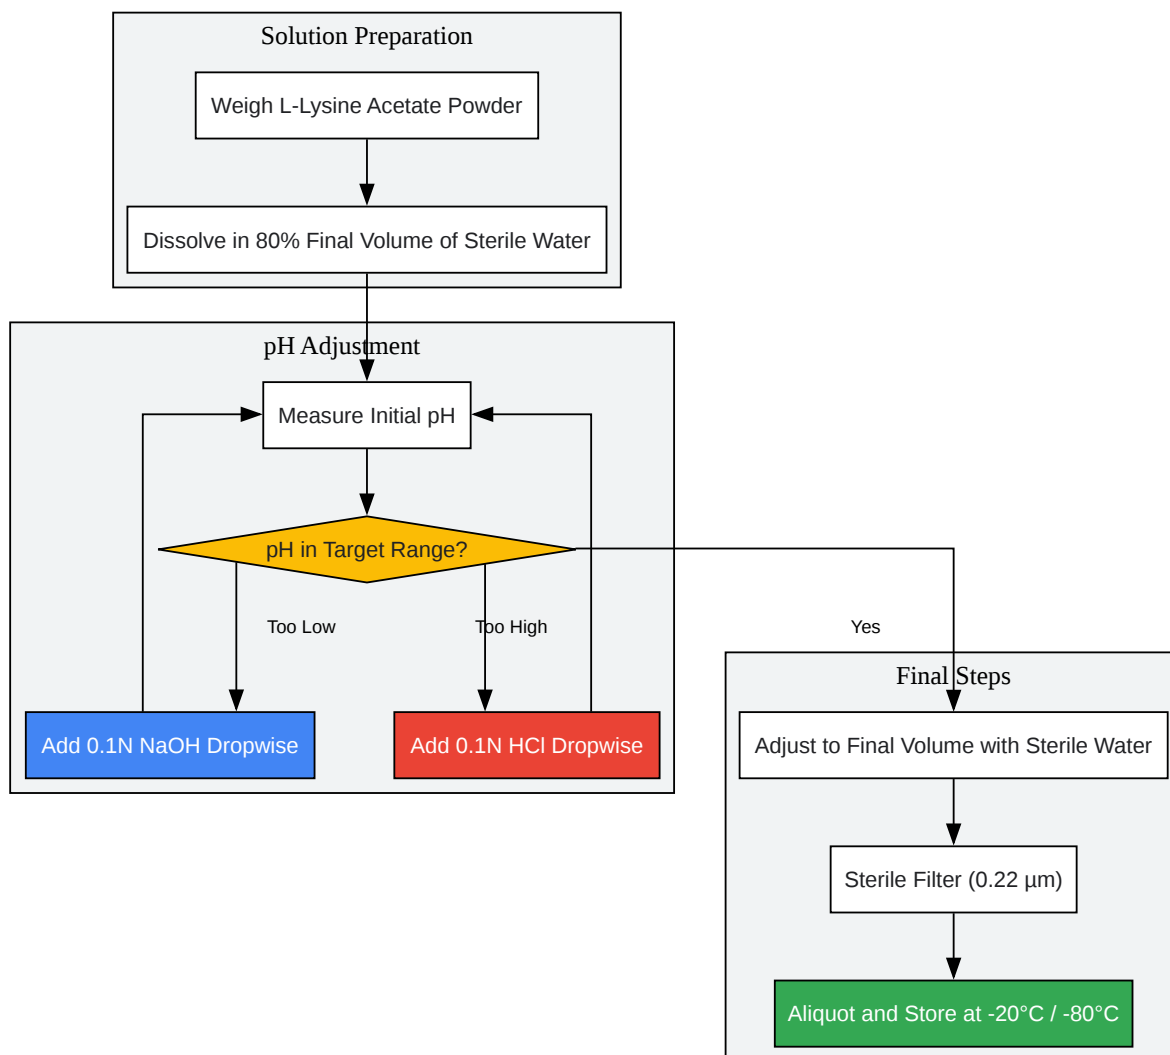 Solution Preparation
Weigh L-Lysine Acetate Powder
Dissolve in 80% Final Volume of Sterile Water
pH Adjustment
Measure Initial pH
pH in Target Range?
Too Low
Too High
Yes
Add 0.1N NaOH Dropwise
Add 0.1N HCl Dropwise
Final Steps
Adjust to Final Volume with Sterile Water
Sterile Filter (0.22 µm)
Aliquot and Store at -20°C / -80°C